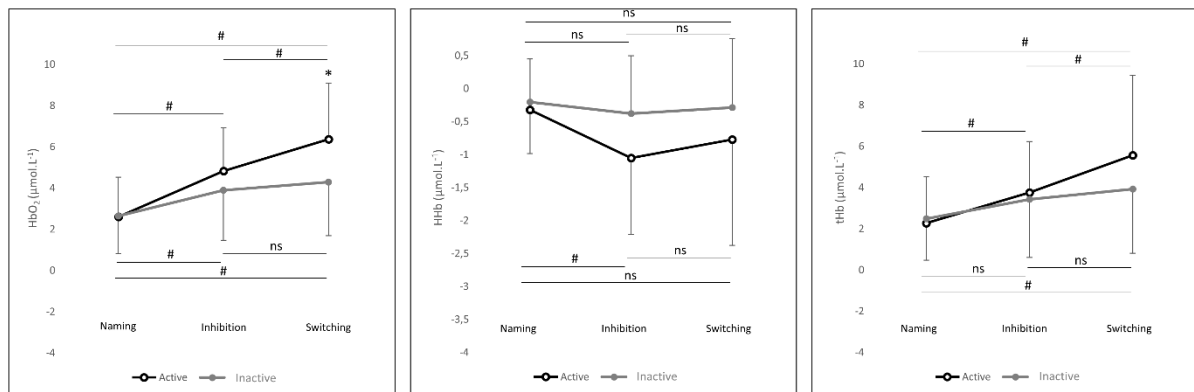 #
#
*
#
10
8
6
4
2
0
-2
-4
HbO₂ (µmol.L⁻¹)
#
ns
#
Naming Inhibition Switching
Active Inactive
ns
ns ns
0,5
0
-0,5
-1
-1,5
-2
-2,5
-3
-3,5
-4
HHb (µmol.L⁻¹)
# ns
ns
Naming Inhibition Switching
Active Inactive
#
#
#
10
8
6
4
2
0
-2
-4
tHb (µmol.L⁻¹)
ns ns
#
Naming Inhibition Switching
Active Inactive